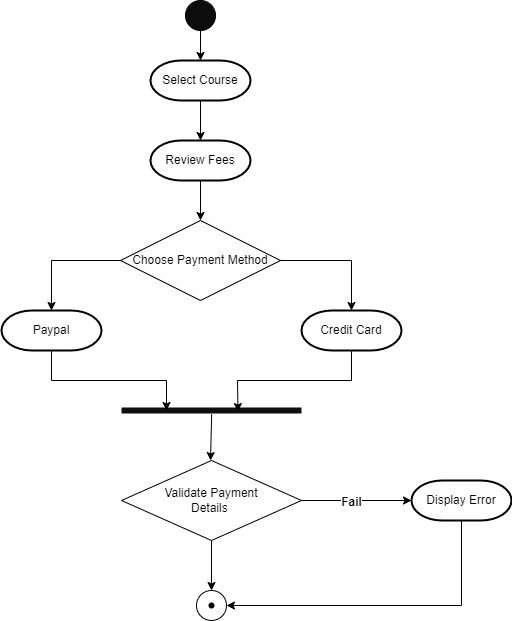 Select Course
Review Fees
Choose Payment Method
Paypal
Credit Card
Validate Payment
Details
Fail
Display Error